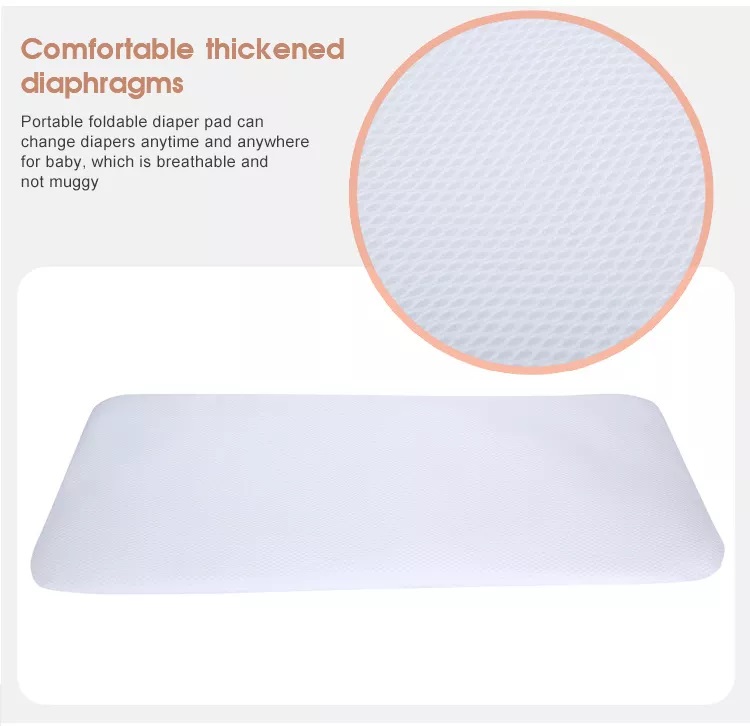 Comfortable thickened
diaphragms
Portable foldable diaper pad can
change diapers anytime and anywhere
for baby, which is breathable and
not muggy